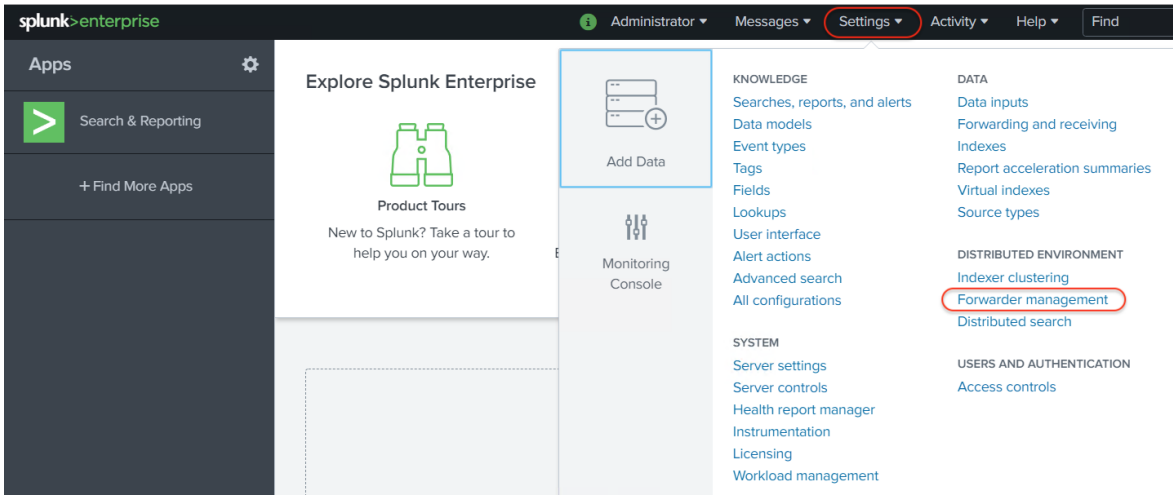 splunk>enterprise
i Administrator ▾ Messages ▾ Settings ▾ Activity ▾ Help ▾ Find
Apps
Search & Reporting
+ Find More Apps
Explore Splunk Enterprise
Product Tours
New to Splunk? Take a tour to
help you on your way.
Add Data
Monitoring
Console
KNOWLEDGE
Searches, reports, and alerts
Data models
Event types
Tags
Fields
Lookups
User interface
Alert actions
Advanced search
All configurations
SYSTEM
Server settings
Server controls
Health report manager
Instrumentation
Licensing
Workload management
DATA
Data inputs
Forwarding and receiving
Indexes
Report acceleration summaries
Virtual indexes
Source types
DISTRIBUTED ENVIRONMENT
Indexer clustering
Forwarder management
Distributed search
USERS AND AUTHENTICATION
Access controls